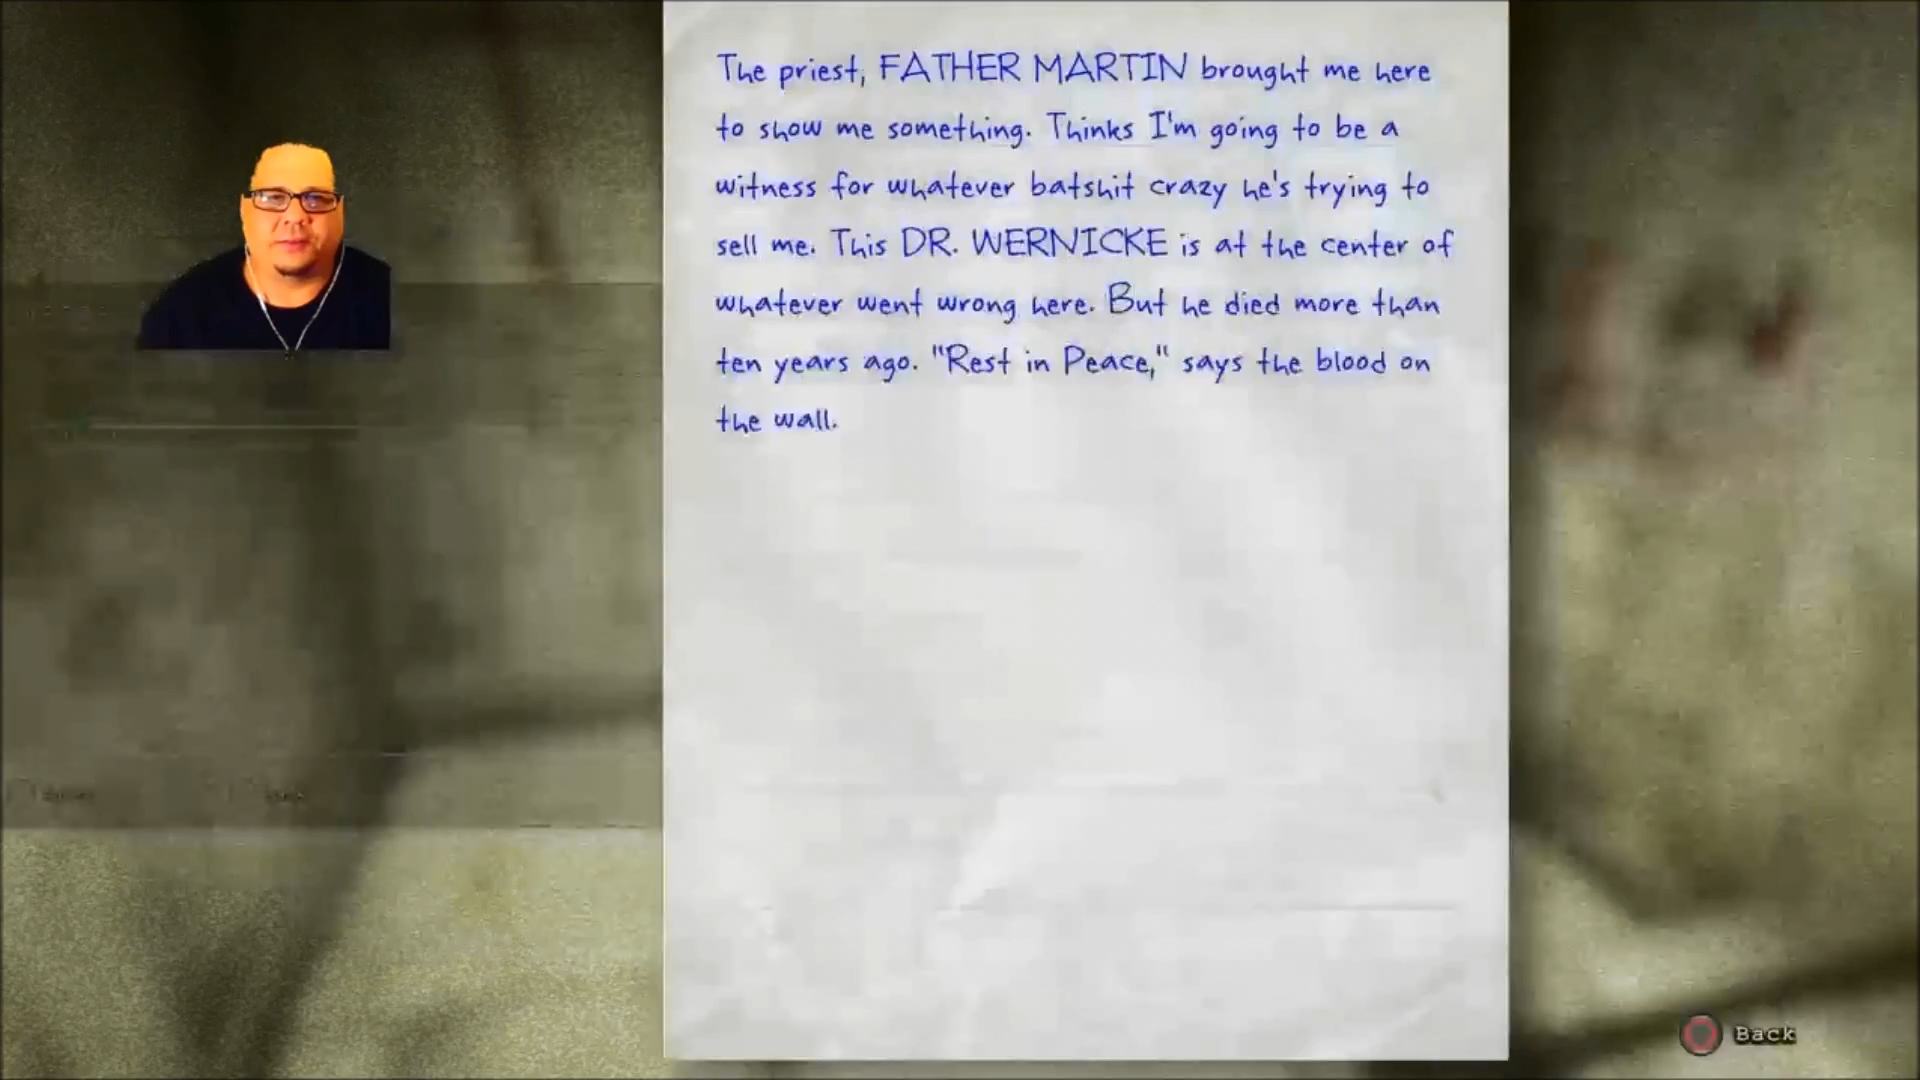 The priest, FATHER MARTIN brought me here
to show me something. Thinks I'm going to be a
witness for whatever batshit crazy he's trying to
sell me. This DR. WERNICKE is at the center of
whatever went wrong here. But he died more than
ten years ago. "Rest in Peace," says the blood on
the wall.
Back